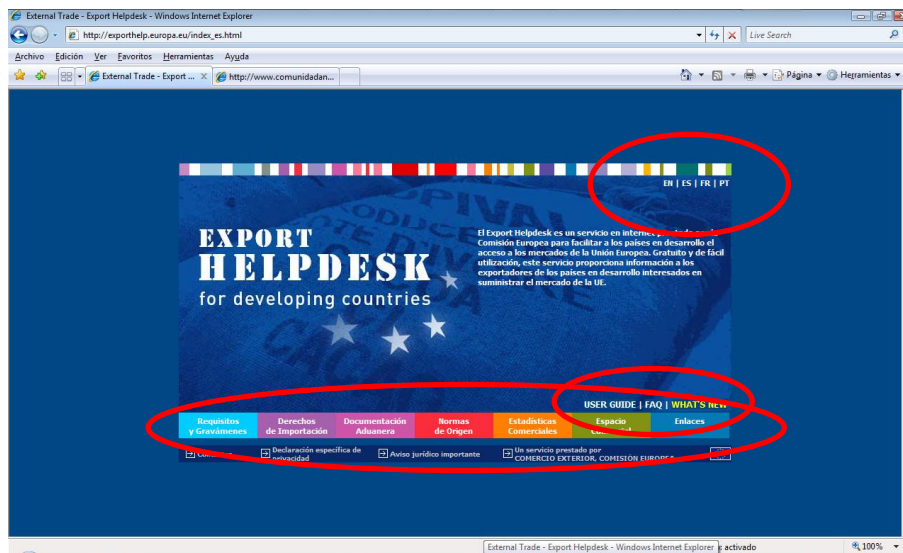 External Trade - Export Helpdesk - Windows Internet Explorer
http://exporthelp.europa.eu/index_es.html
Live Search
Archivo Edición Ver Favoritos Herramientas Ayuda
External Trade - Export ... X http://www.comunidadan...
Página Herramientas
EN | ES | FR | PT
EXPORT
HELPDESK
for developing countries
El Export Helpdesk es un servicio en internet
Comisión Europea para facilitar a los países en desarrollo el
acceso a los mercados de la Unión Europea. Gratuito y de fácil
utilización, este servicio proporciona información a los
exportadores de los países en desarrollo interesados en
suministrar el mercado de la UE.
USER GUIDE | FAQ | WHAT'S NEW
Requisitos
y Gravámenes
Derechos
de Importación
Documentación
Aduanera
Normas
de Origen
Estadísticas
Comerciales
Espacio
Enlaces
Declaración específica de
privacidad
Aviso jurídico importante
Un servicio prestado por
COMERCIO EXTERIOR, COMISIÓN EUROPEA
External Trade - Export Helpdesk - Windows Internet Explorer
activado
100%